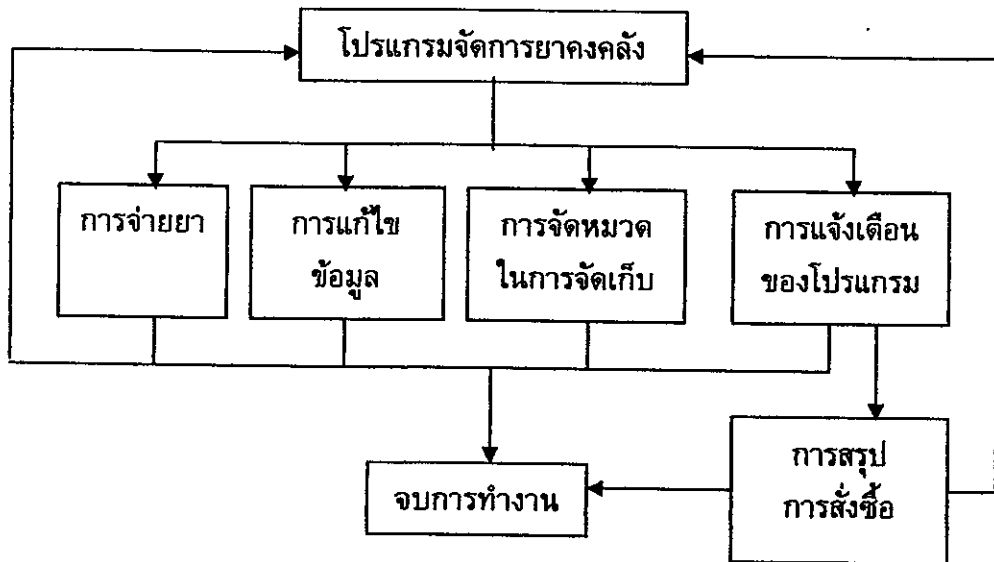 โปรแกรมจัดการยาคงคลัง
การจ่ายยา
การแก้ไข
ข้อมูล
การจัดหมวด
ในการจัดเก็บ
การแจ้งเตือน
ของโปรแกรม
การสรุป
การสั่งซื้อ
จบการทำงาน